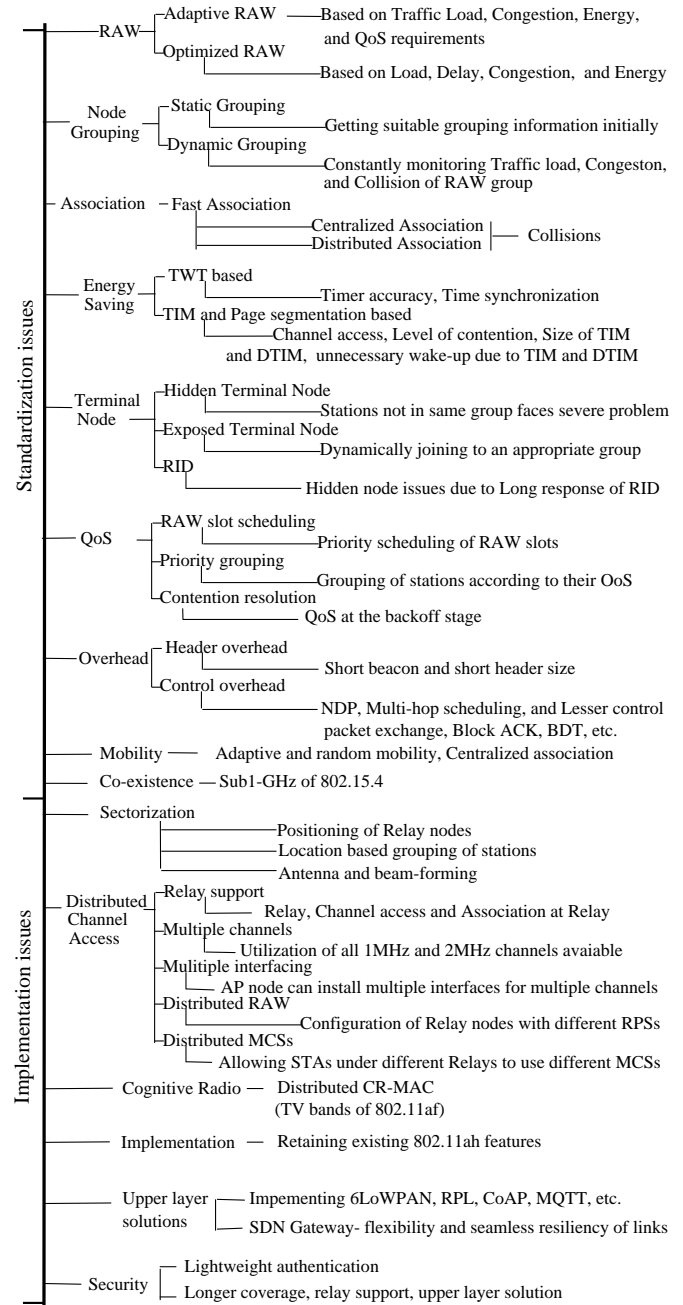 Standardization issues
RAW
Adaptive RAW
Based on Traffic Load, Congestion, Energy,
and QoS requirements
Optimized RAW
Based on Load, Delay, Congestion, and Energy
Node
Grouping
Static Grouping
Getting suitable grouping information initially
Dynamic Grouping
Constantly monitoring Traffic load, Congeston,
and Collision of RAW group
Association
Fast Association
Centralized Association
Distributed Association
Collisions
Energy
Saving
TWT based
Timer accuracy, Time synchronization
TIM and Page segmentation based
Channel access, Level of contention, Size of TIM
and DTIM, unnecessary wake-up due to TIM and DTIM
Terminal
Node
Hidden Terminal Node
Stations not in same group faces severe problem
Exposed Terminal Node
Dynamically joining to an appropriate group
RID
Hidden node issues due to Long response of RID
QoS
RAW slot scheduling
Priority scheduling of RAW slots
Priority grouping
Grouping of stations according to their OoS
Contention resolution
QoS at the backoff stage
Overhead
Header overhead
Short beacon and short header size
Control overhead
NDP, Multi-hop scheduling, and Lesser control
packet exchange, Block ACK, BDT, etc.
Mobility
Adaptive and random mobility, Centralized association
Co-existence
Sub1-GHz of 802.15.4
Implementation issues
Sectorization
Positioning of Relay nodes
Location based grouping of stations
Antenna and beam-forming
Distributed
Channel
Access
Relay support
Relay, Channel access and Association at Relay
Multiple channels
Utilization of all 1MHz and 2MHz channels avaiable
Mulitiple interfacing
AP node can install multiple interfaces for multiple channels
Distributed RAW
Configuration of Relay nodes with different RPSs
Distributed MCSs
Allowing STAs under different Relays to use different MCSs
Cognitive Radio
Distributed CR-MAC
(TV bands of 802.11af)
Implementation
Retaining existing 802.11ah features
Upper layer
solutions
Impementing 6LoWPAN, RPL, CoAP, MQTT, etc.
SDN Gateway- flexibility and seamless resiliency of links
Security
Lightweight authentication
Longer coverage, relay support, upper layer solution